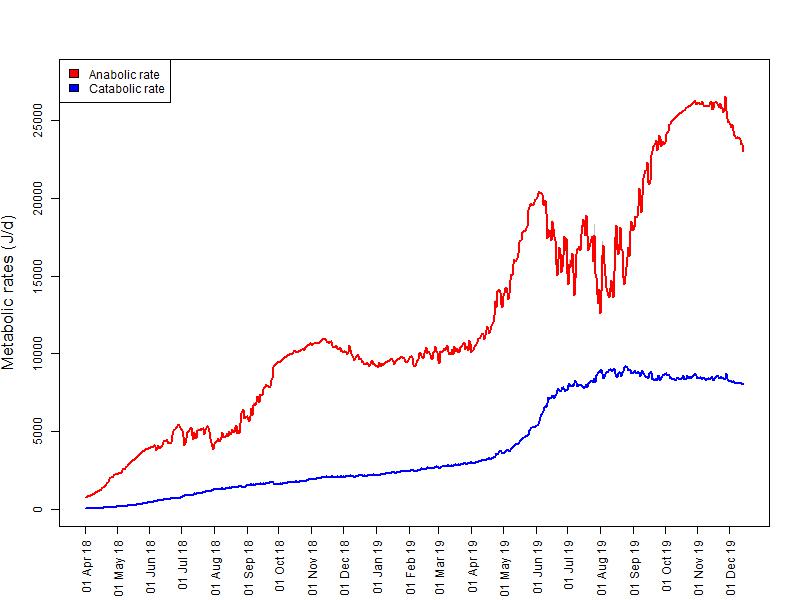 Anabolic rate
Catabolic rate
Metabolic rates (J/d)
25000
20000
15000
10000
5000
0
01 Apr 18
01 May 18
01 Jun 18
01 Jul 18
01 Aug 18
01 Sep 18
01 Oct 18
01 Nov 18
01 Dec 18
01 Jan 19
01 Feb 19
01 Mar 19
01 Apr 19
01 May 19
01 Jun 19
01 Jul 19
01 Aug 19
01 Sep 19
01 Oct 19
01 Nov 19
01 Dec 19